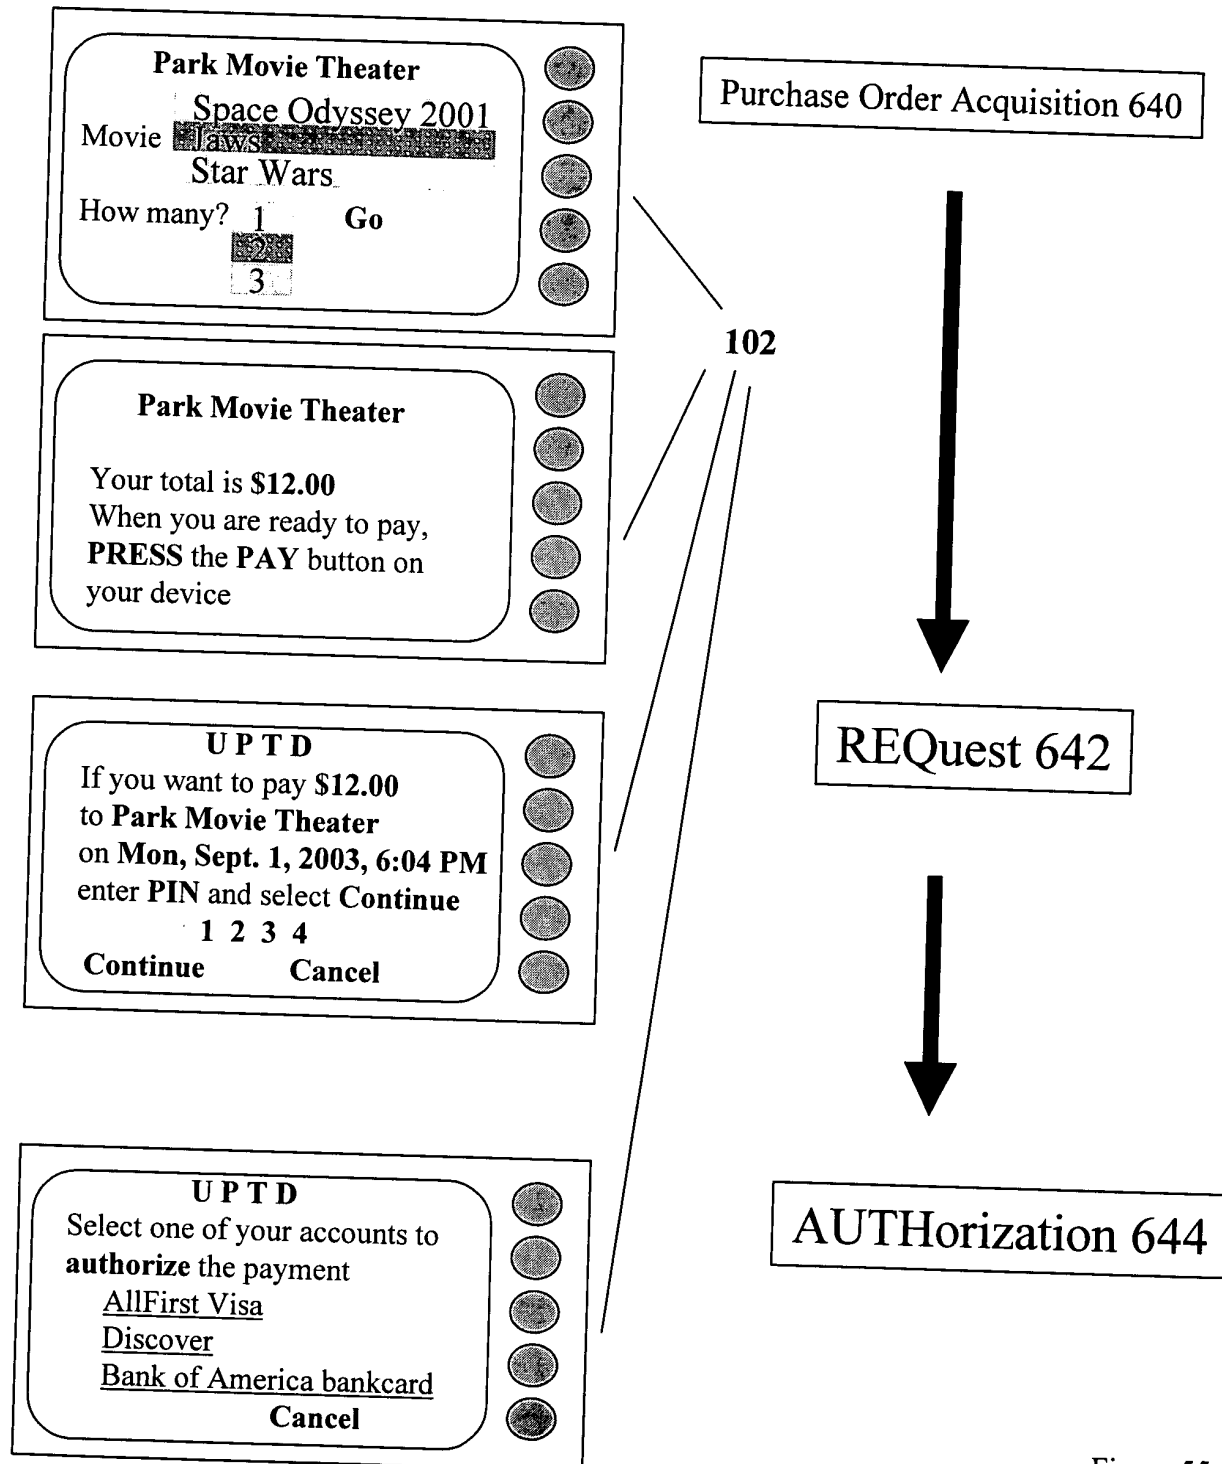 Park Movie Theater
Space Odyssey 2001
Movie Jaws
Star Wars
How many? 1 Go
2
3
Purchase Order Acquisition 640
102
Park Movie Theater
Your total is $12.00
When you are ready to pay,
PRESS the PAY button on
your device
U P T D
If you want to pay $12.00
to Park Movie Theater
on Mon, Sept. 1, 2003, 6:04 PM
enter PIN and select Continue
1 2 3 4
Continue Cancel
REQuest 642
U P T D
Select one of your accounts to
authorize the payment
AllFirst Visa
Discover
Bank of America bankcard
Cancel
AUTHorization 644